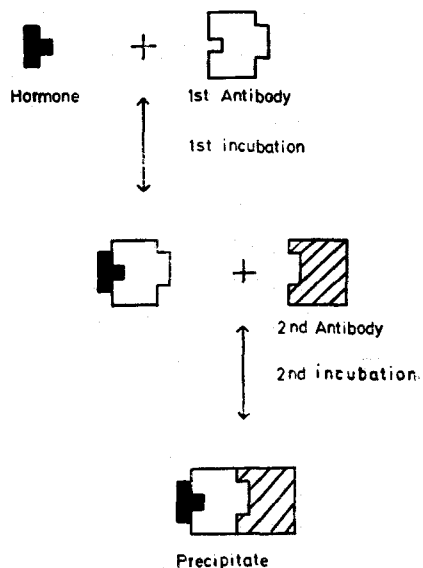 Hormone
1st Antibody
1st incubation
2nd Antibody
2nd incubation
Precipitate